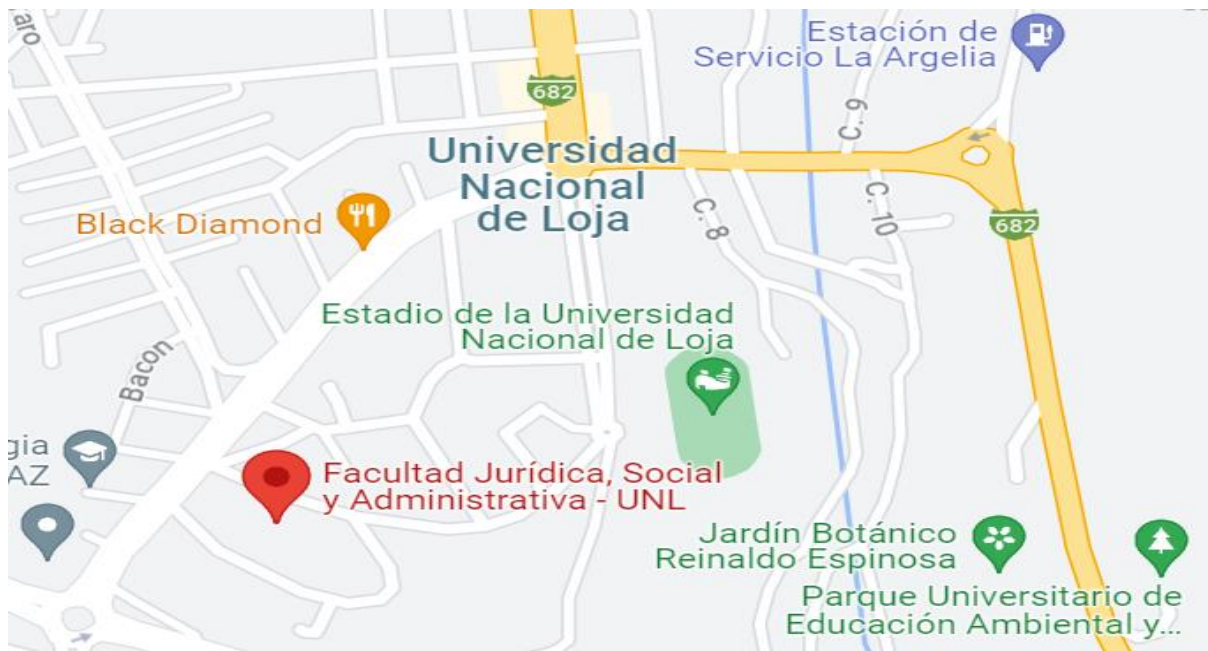 Estación de
Servicio La Argelia
682
C. 9
Universidad
Nacional
de Loja
C. 10
C. 8
Black Diamond
682
Estadio de la Universidad
Nacional de Loja
Bacon
Facultad Jurídica, Social
y Administrativa - UNL
Jardín Botánico
Reinaldo Espinosa
Parque Universitario de
Educación Ambiental y...